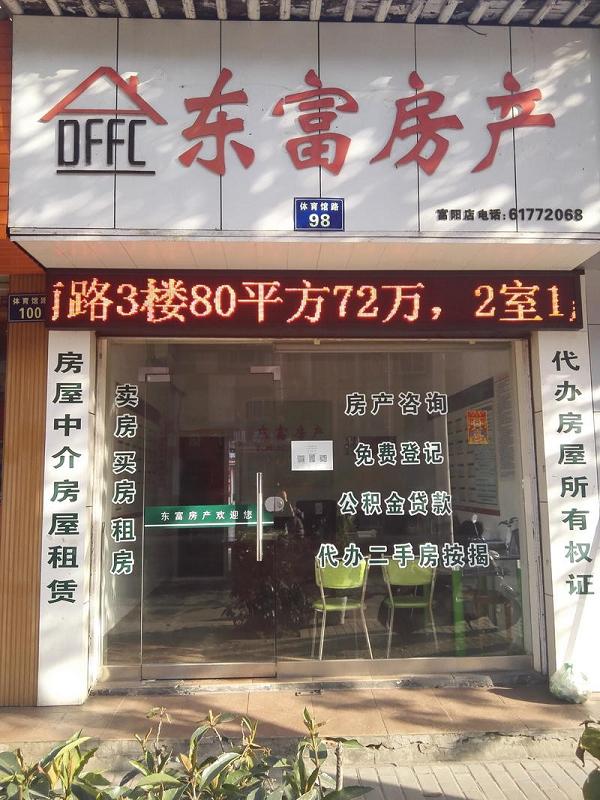 DFFC
东富房产
体育馆路
98
富阳店电话:61772068
体育馆路
100
路3楼80平方72万，2室1
房屋中介房屋租赁
卖房买房租房
东富房产
东富房产欢迎您
房产咨询
免费登记
公积金贷款
代办二手房按揭
代办房屋所有权证